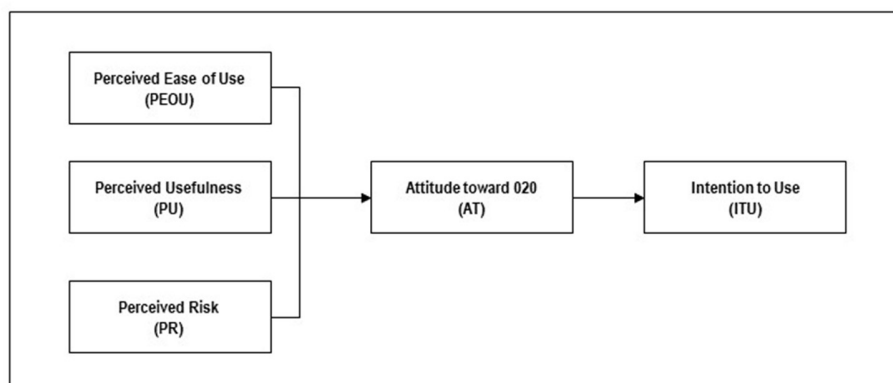 Perceived Ease of Use
(PEOU)
Perceived Usefulness
(PU)
Perceived Risk
(PR)
Attitude toward 020
(AT)
Intention to Use
(ITU)